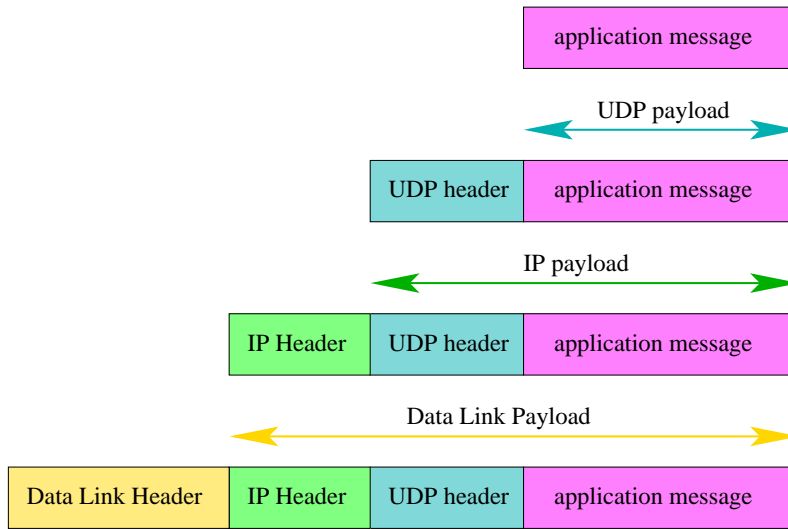 application message
UDP payload
UDP header application message
IP payload
IP Header UDP header application message
Data Link Payload
Data Link Header IP Header UDP header application message